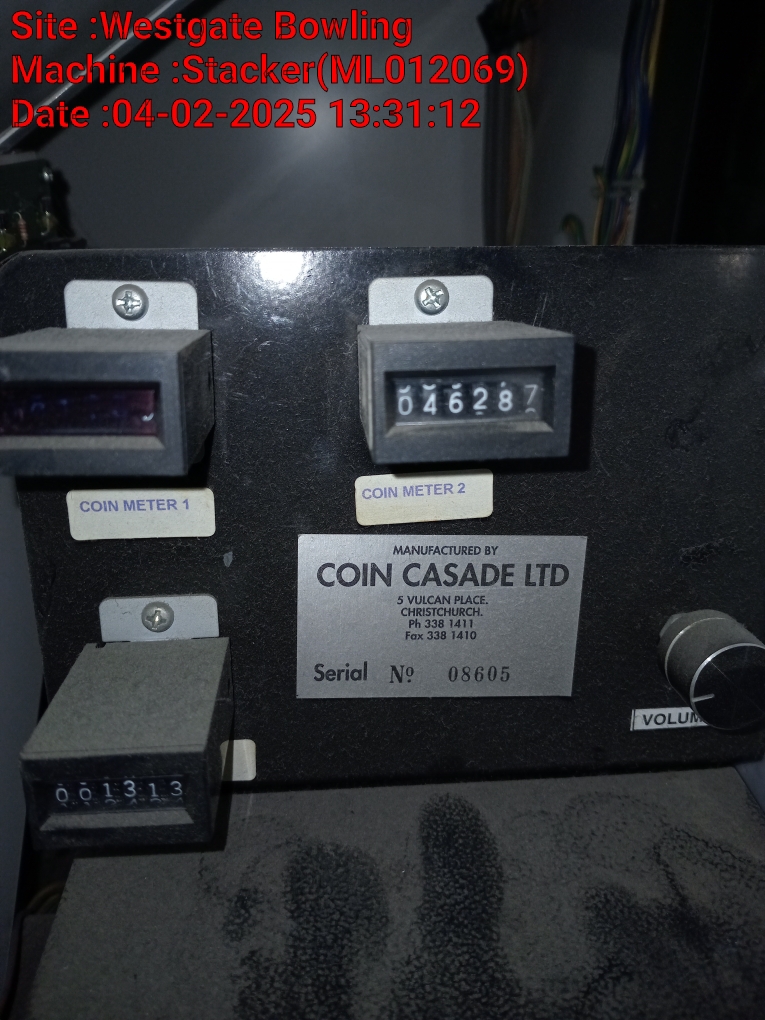 Site :Westgate Bowling
Machine :Stacker(ML012069)
Date :04-02-2025 13:31:12
04628
COIN METER 1
COIN METER 2
MANUFACTURED BY
COIN CASADE LTD
5 VULCAN PLACE.
CHRISTCHURCH.
Ph 338 1411
Fax 338 1410
Serial Nº 08605
VOLUM
001313